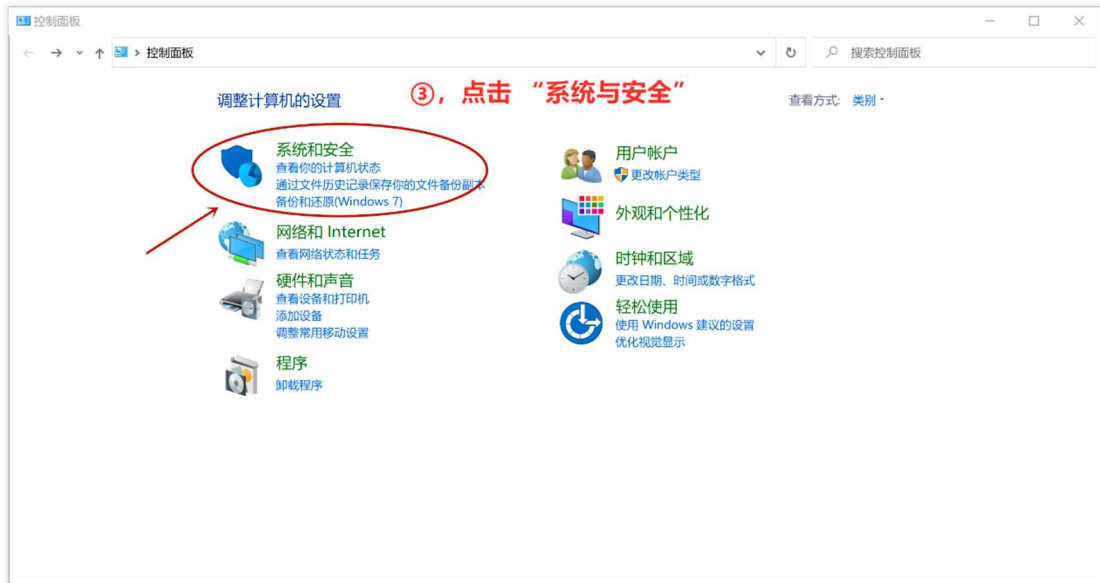 控制面板
控制面板
搜索控制面板
③，点击 “系统与安全”
调整计算机的设置
查看方式: 类别
系统和安全
查看你的计算机状态
通过文件历史记录保存你的文件备份副本
备份和还原(Windows 7)
网络和 Internet
查看网络状态和任务
硬件和声音
查看设备和打印机
添加设备
调整常用移动设置
程序
卸载程序
用户帐户
更改帐户类型
外观和个性化
时钟和区域
更改日期、时间或数字格式
轻松使用
使用 Windows 建议的设置
优化视觉显示